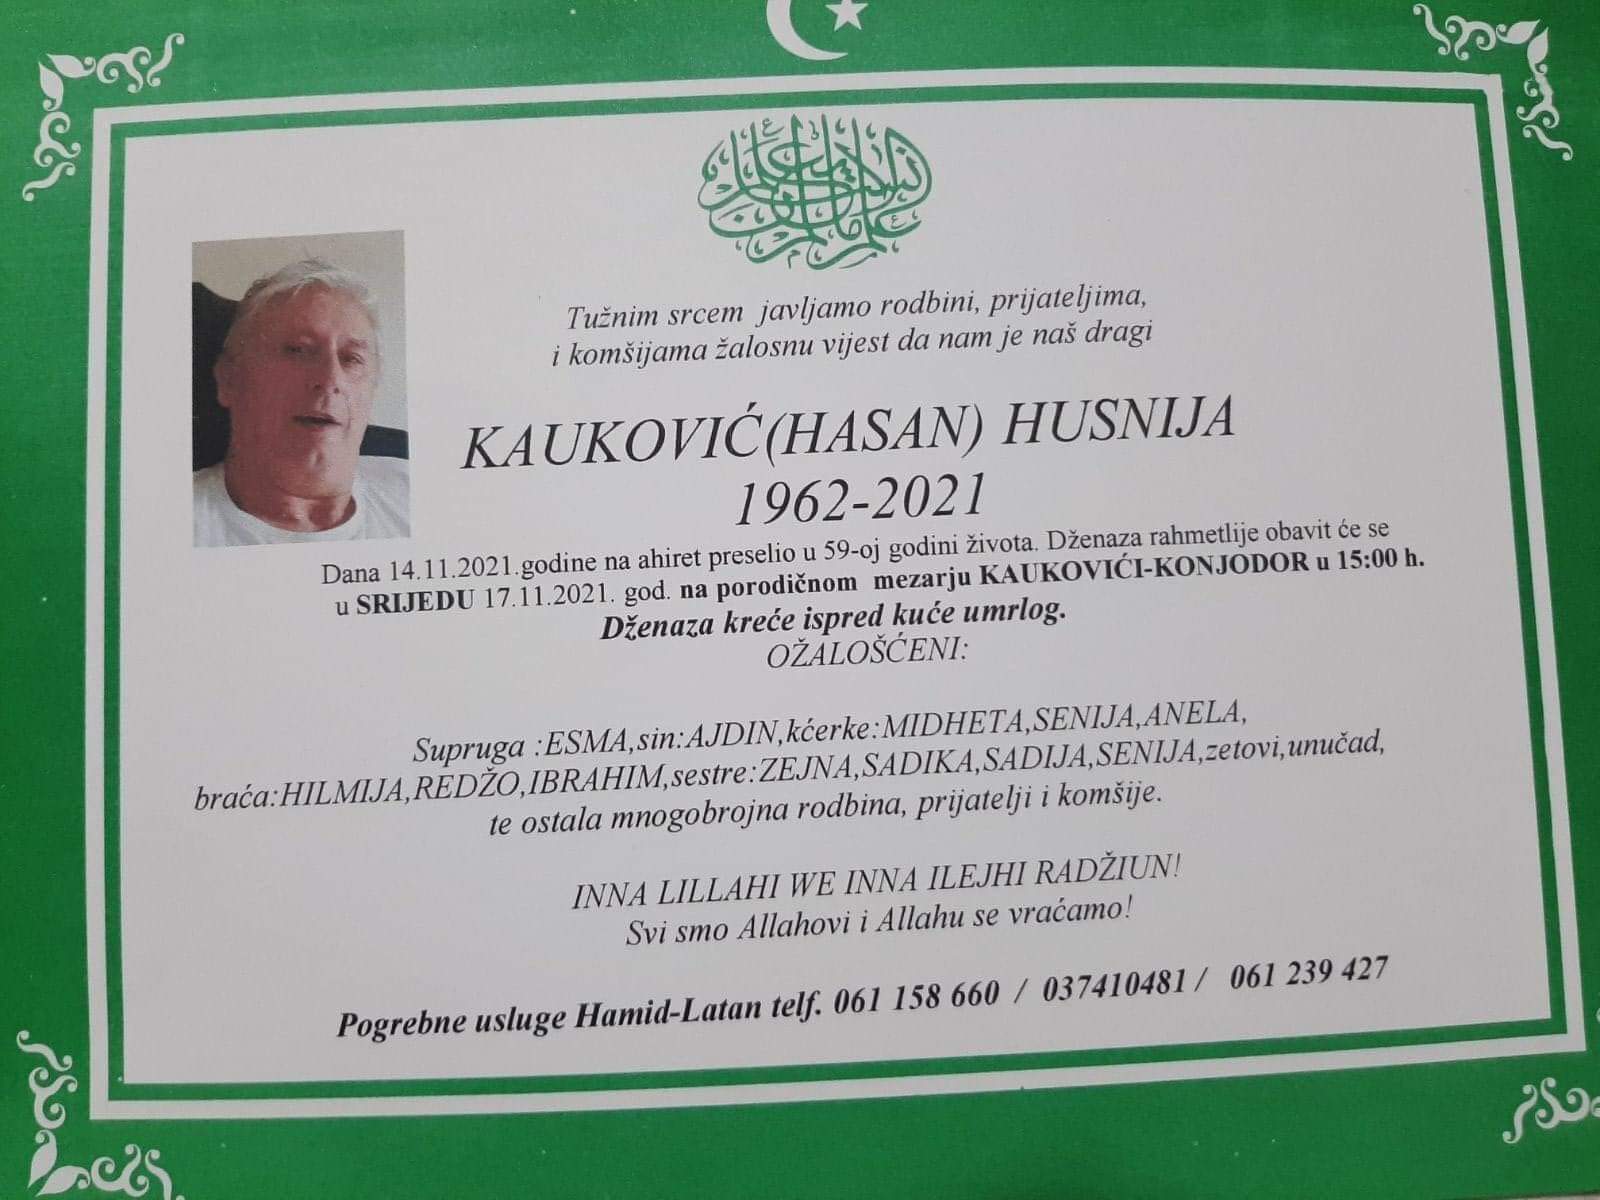 Tužnim srcem javljamo rodbini, prijateljima,
i komšijama žalosnu vijest da nam je naš dragi
KAUKOVIĆ(HASAN) HUSNIJA
1962-2021
Dana 14.11.2021.godine na ahiret preselio u 59-oj godini života. Dženaza rahmetlije obavit će se
u SRIJEDU 17.11.2021. god. na porodičnom mezarju KAUKOVIĆI-KONJODOR u 15:00 h.
Dženaza kreće ispred kuće umrlog.
OŽALOŠĆENI:
Supruga :ESMA,sin:AJDIN,kćerke:MIDHETA,SENIJA,ANELA,
braća:HILMIJA,REDŽO,IBRAHIM,sestre:ZEJNA,SADIKA,SADIJA,SENIJA,zetovi,unučad,
te ostala mnogobrojna rodbina, prijatelji i komšije.
INNA LILLAHI WE INNA ILEJHI RADŽIUN!
Svi smo Allahovi i Allahu se vraćamo!
Pogrebne usluge Hamid-Latan telf. 061 158 660 / 037410481 / 061 239 427